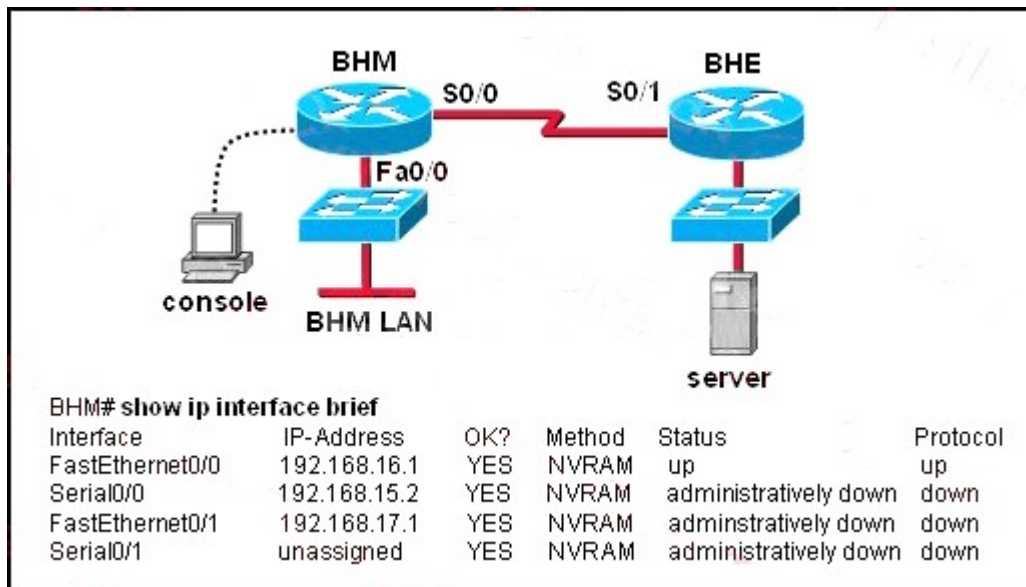 BHM
BHE
S0/0
S0/1
Fa0/0
console
BHM LAN
server
BHM# show ip interface brief
Interface IP-Address OK? Method Status Protocol
FastEthernet0/0 192.168.16.1 YES NVRAM up up
Serial0/0 192.168.15.2 YES NVRAM administratively down down
FastEthernet0/1 192.168.17.1 YES NVRAM adminstratively down down
Serial0/1 unassigned YES NVRAM administratively down down